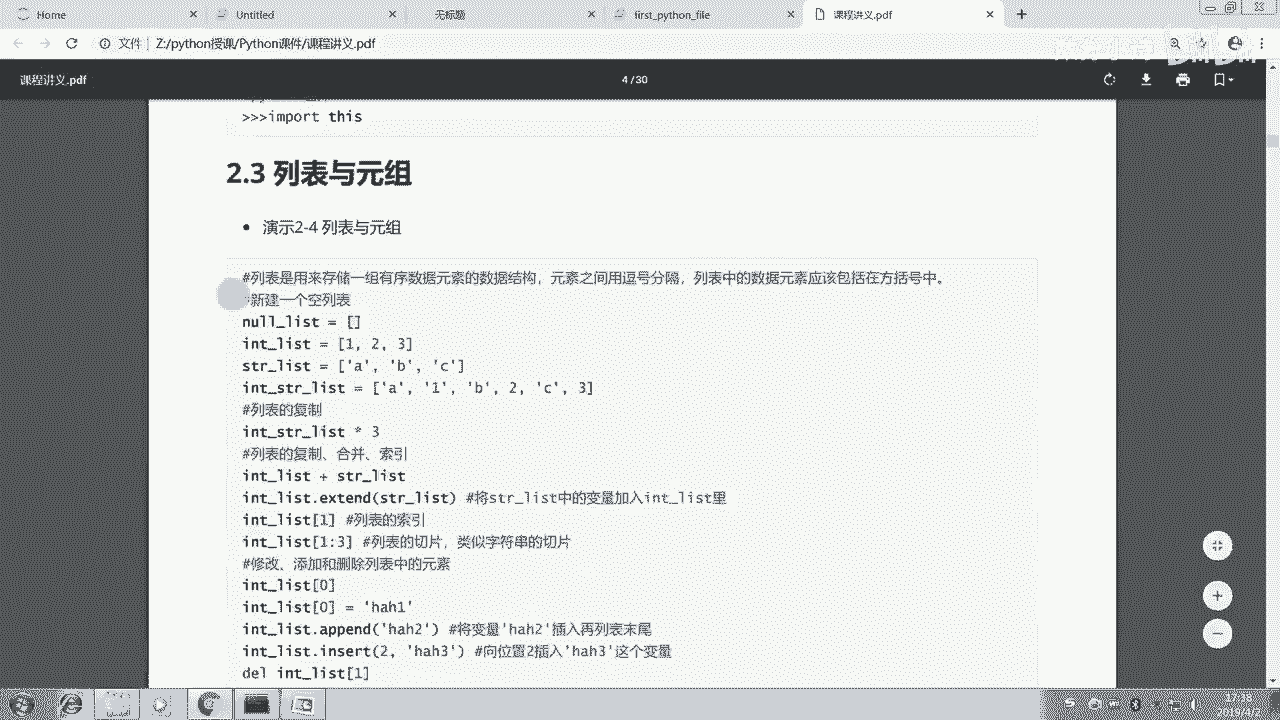 Home
Untitled
无标题
first_python_file
课程讲义.pdf
文件 | Z:/python授课/Python课件/课程讲义.pdf
课程讲义.pdf
4 / 30
>>>import this
2.3 列表与元组
演示2-4 列表与元组
#列表是用来存储一组有序数据元素的数据结构，元素之间用逗号分隔，列表中的数据元素应该包括在方括号中。
新建一个空列表
null_list = []
int_list = [1, 2, 3]
str_list = ['a', 'b', 'c']
int_str_list = ['a', '1', 'b', 2, 'c', 3]
#列表的复制
int_str_list * 3
#列表的复制、合并、索引
int_list + str_list
int_list.extend(str_list) #将str_list中的变量加入int_list里
int_list[1] #列表的索引
int_list[1:3] #列表的切片，类似字符串的切片
#修改、添加和删除列表中的元素
int_list[0]
int_list[0] = 'hah1'
int_list.append('hah2') #将变量'hah2'插入再列表末尾
int_list.insert(2, 'hah3') #向位置2插入'hah3'这个变量
del int_list[1]